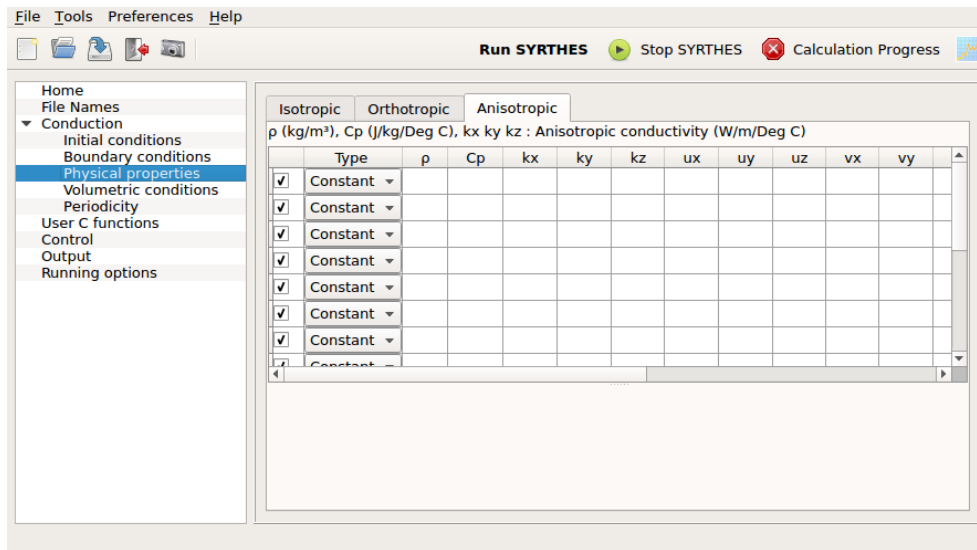 File Tools Preferences Help
Run SYRTHES Stop SYRTHES Calculation Progress
Home
File Names
Conduction
Initial conditions
Boundary conditions
Physical properties
Volumetric conditions
Periodicity
User C functions
Control
Output
Running options
Isotropic Orthotropic Anisotropic
ρ (kg/m³), Cp (J/kg/Deg C), kx ky kz : Anisotropic conductivity (W/m/Deg C)
Type ρ Cp kx ky kz ux uy uz vx vy
Constant
Constant
Constant
Constant
Constant
Constant
Constant
Constant